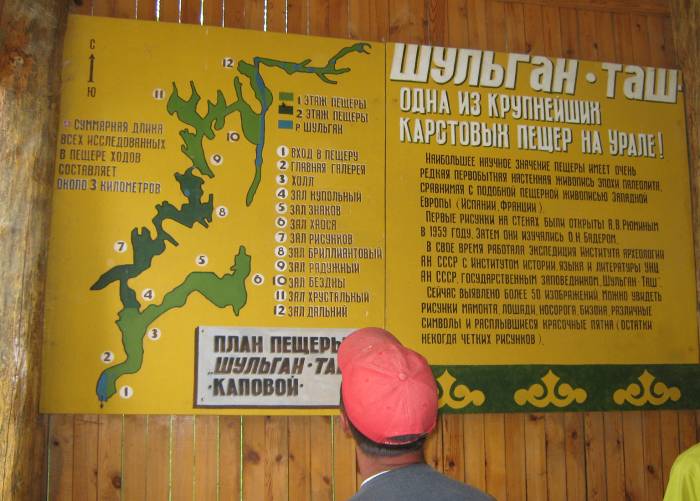 С
Ю
СУММАРНАЯ ДЛИНА
ВСЕХ ИССЛЕДОВАННЫХ
В ПЕЩЕРЕ ХОДОВ
СОСТАВЛЯЕТ
ОКОЛО 3 КИЛОМЕТРОВ
12
11
10
9
8
7
5
6
4
3
2
1
1 ЭТАЖ ПЕЩЕРЫ
2 ЭТАЖ ПЕЩЕРЫ
Р ШУЛЬГАН
1 ВХОД В ПЕЩЕРУ
2 ГЛАВНАЯ ГАЛЕРЕЯ
3 ХОЛЛ
4 ЗАЛ КУПОЛЬНЫЙ
5 ЗАЛ ЗНАКОВ
6 ЗАЛ ХАОСА
7 ЗАЛ РИСУНКОВ
8 ЗАЛ БРИЛЛИАНТОВЫЙ
9 ЗАЛ РАДУЖНЫЙ
10 ЗАЛ БЕЗДНЫ
11 ЗАЛ ХРУСТАЛЬНЫЙ
12 ЗАЛ ДАЛЬНИЙ
ПЛАН ПЕЩЕРЫ
"ШУЛЬГАН-ТАШ
-КАПОВОЙ-
ШУЛЬГАН-ТАШ-
ОДНА ИЗ КРУПНЕЙШИХ
КАРСТОВЫХ ПЕЩЕР НА УРАЛЕ!
НАИБОЛЬШЕЕ НАУЧНОЕ ЗНАЧЕНИЕ ПЕЩЕРЫ ИМЕЕТ ОЧЕНЬ
РЕДКАЯ ПЕРВОБЫТНАЯ НАСТЕННАЯ ЖИВОПИСЬ ЭПОХИ ПАЛЕОЛИТА,
СРАВНИМАЯ С ПОДОБНОЙ ПЕЩЕРНОЙ ЖИВОПИСЬЮ ЗАПАДНОЙ
ЕВРОПЫ (ИСПАНИИ, ФРАНЦИИ).
ПЕРВЫЕ РИСУНКИ НА СТЕНАХ БЫЛИ ОТКРЫТЫ А.В.РЮМИНЫМ
В 1959 ГОДУ. ЗАТЕМ ОНИ ИЗУЧАЛИСЬ О.Н.БАДЕРОМ.
В СВОЕ ВРЕМЯ РАБОТАЛА ЭКСПЕДИЦИЯ ИНСТИТУТА АРХЕОЛОГИИ
АН СССР С ИНСТИТУТОМ ИСТОРИИ, ЯЗЫКА И ЛИТЕРАТУРЫ УНЦ
АН СССР, ГОСУДАРСТВЕННЫМ ЗАПОВЕДНИКОМ "ШУЛЬГАН ТАШ".
СЕЙЧАС ВЫЯВЛЕНО БОЛЕЕ 50 ИЗОБРАЖЕНИЙ. МОЖНО УВИДЕТЬ
РИСУНКИ МАМОНТА, ЛОШАДИ, НОСОРОГА, БИЗОНА, РАЗЛИЧНЫЕ
СИМВОЛЫ И РАСПЛЫВШИЕСЯ КРАСОЧНЫЕ ПЯТНА (ОСТАТКИ
НЕКОГДА ЧЕТКИХ РИСУНКОВ).